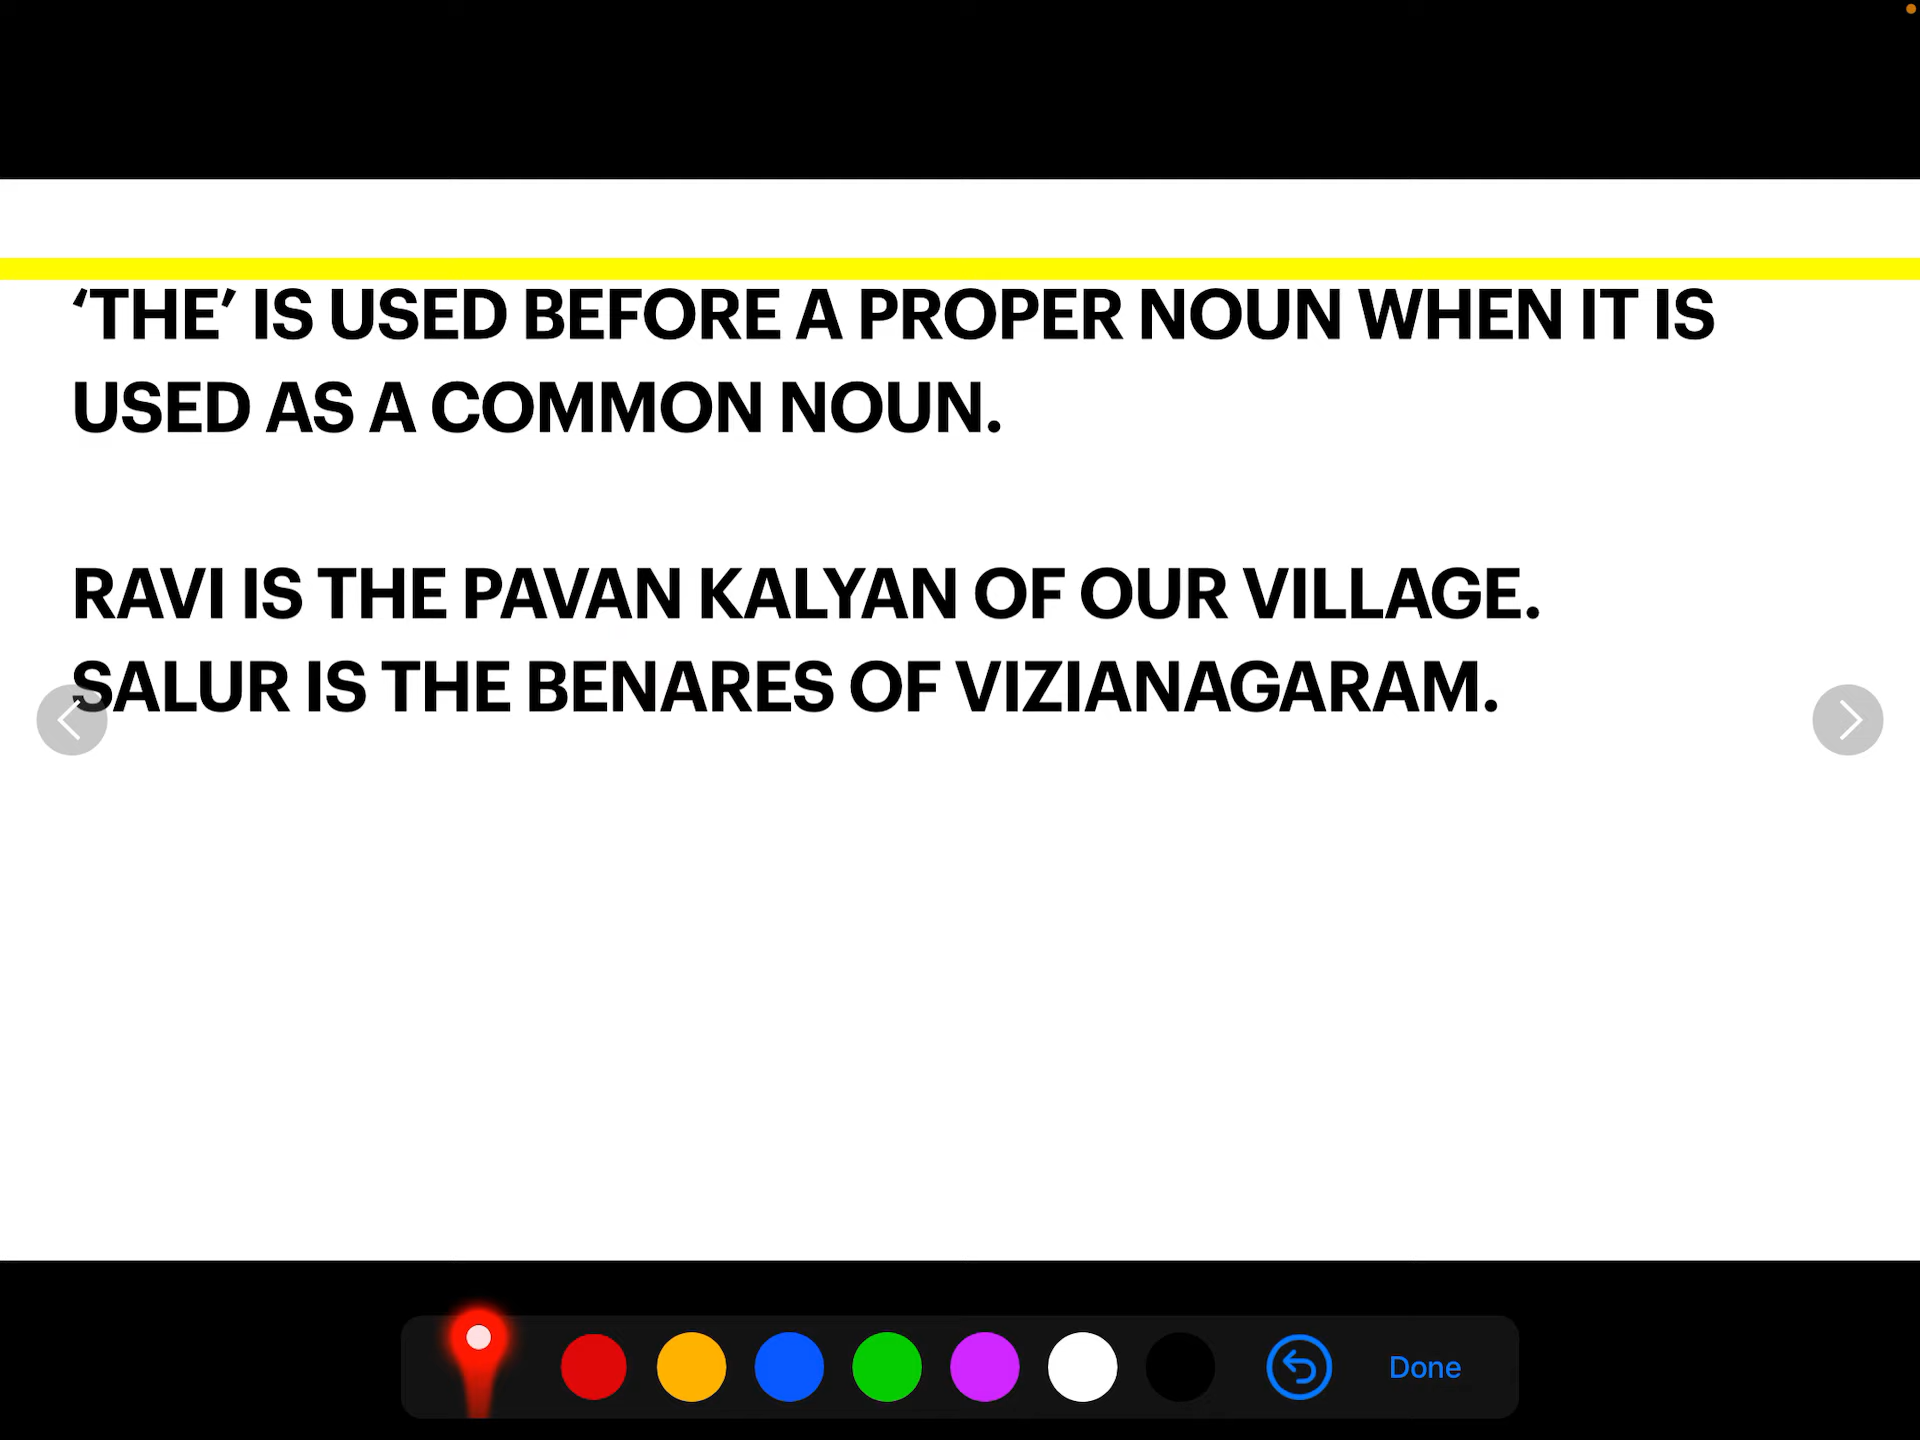 ‘THE’ IS USED BEFORE A PROPER NOUN WHEN IT IS
USED AS A COMMON NOUN.
RAVI IS THE PAVAN KALYAN OF OUR VILLAGE.
SALUR IS THE BENARES OF VIZIANAGARAM.
Done